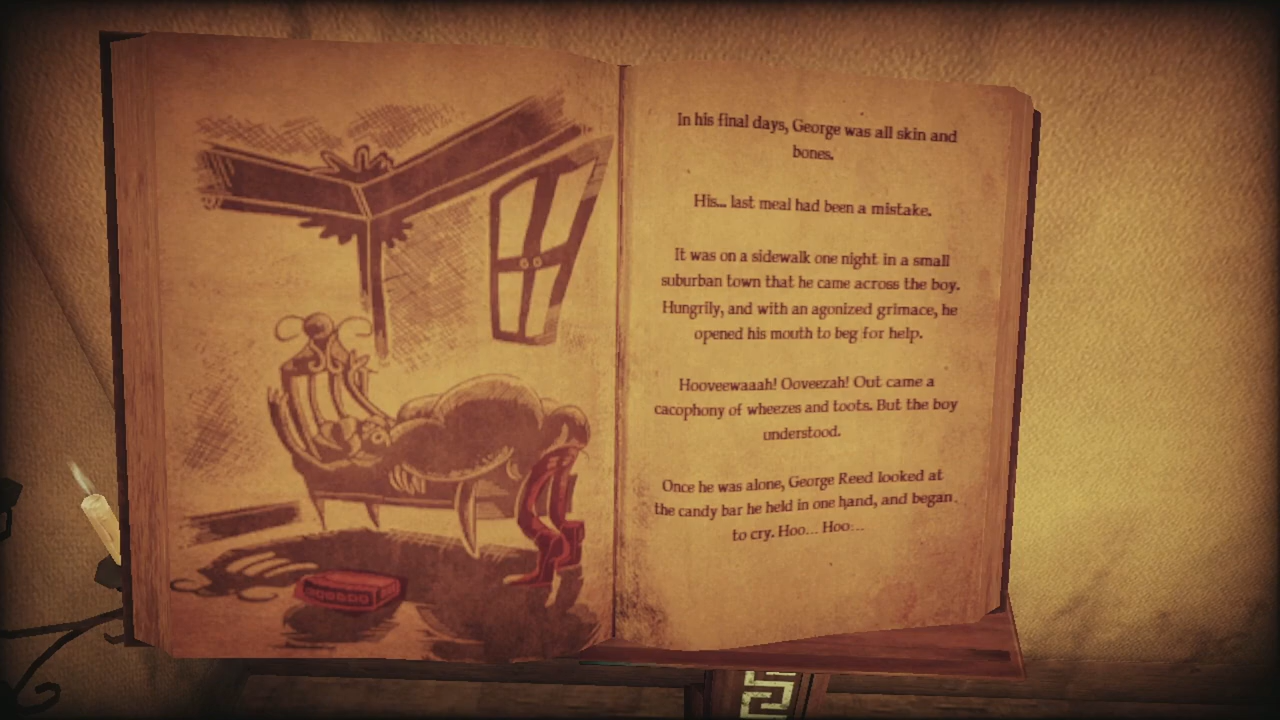 In his final days, George was all skin and
bones.
His... last meal had been a mistake.
It was on a sidewalk one night in a small
suburban town that he came across the boy.
Hungrily, and with an agonized grimace, he
opened his mouth to beg for help.
Hooveewaaah! Ooveezah! Out came a
cacophony of wheezes and toots. But the boy
understood.
Once he was alone, George Reed looked at
the candy bar he held in one hand, and began
to cry. Hoo... Hoo...